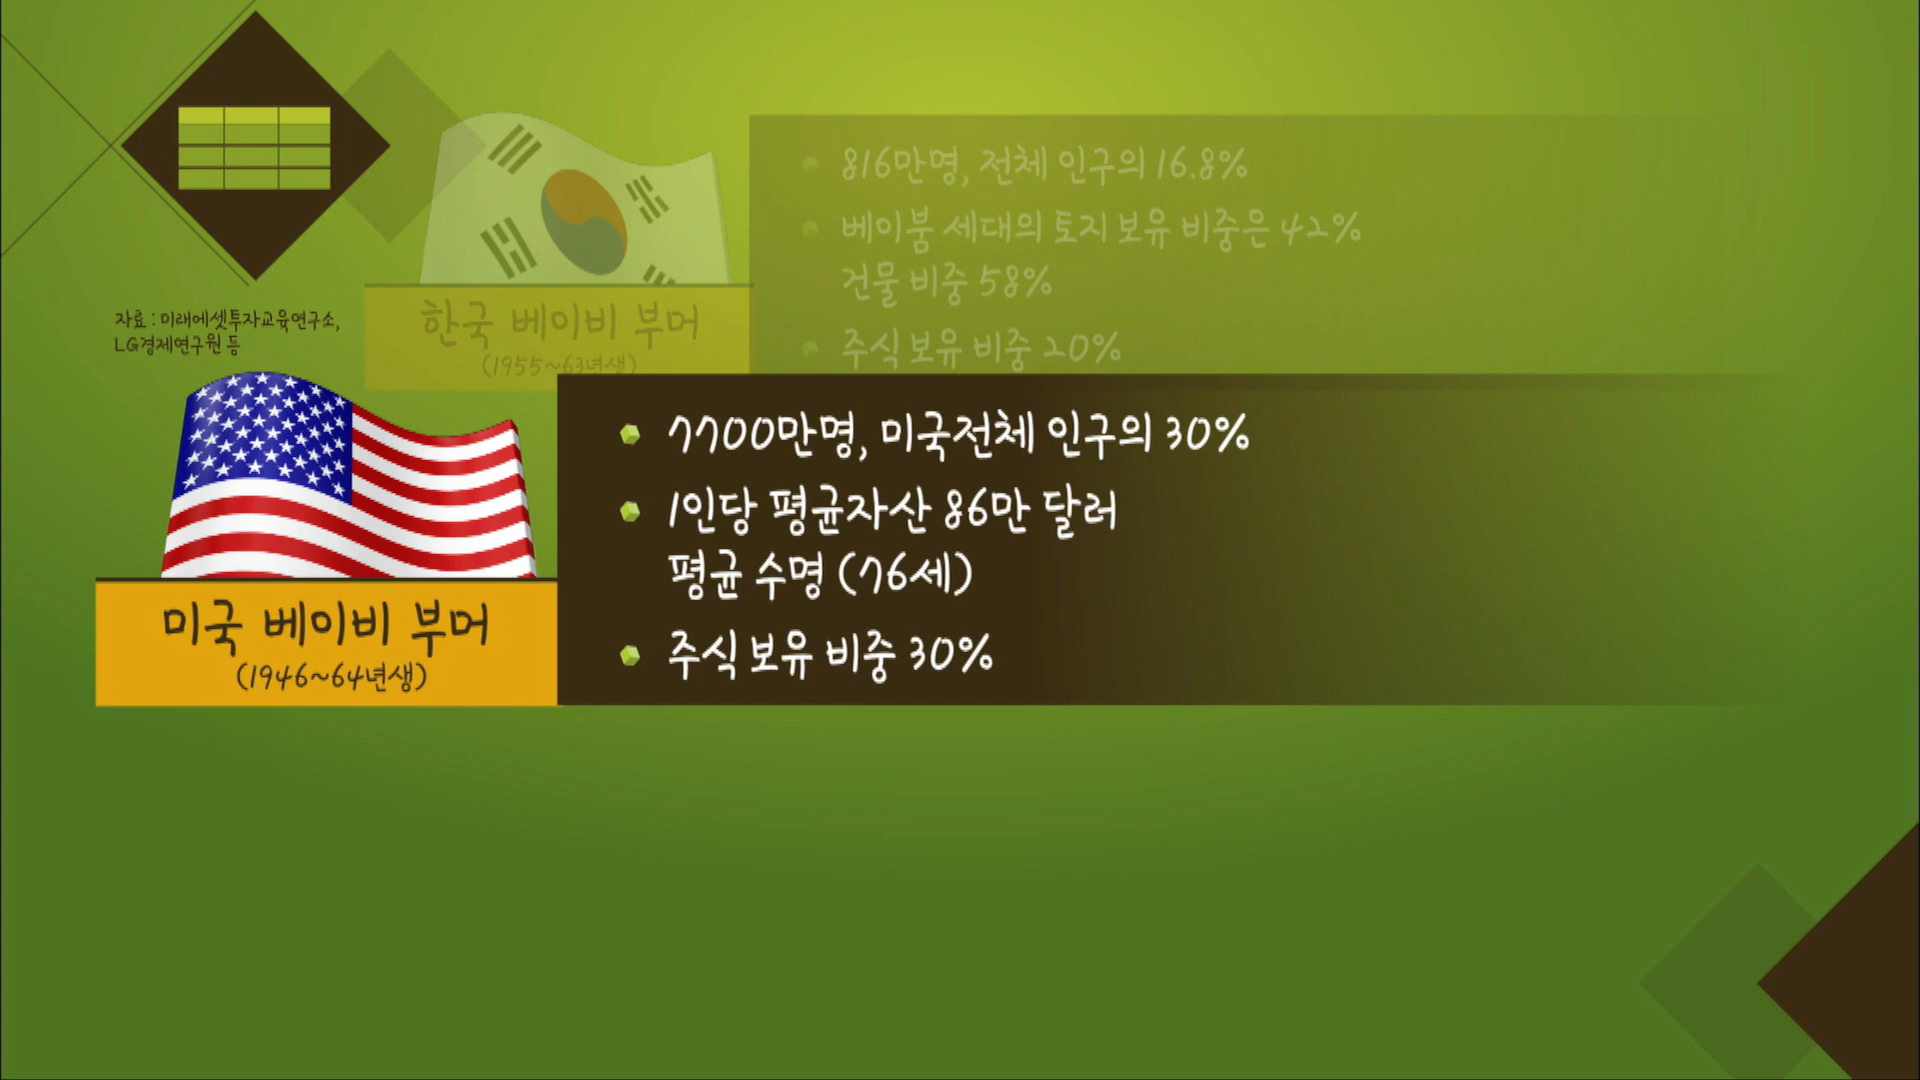 816만명, 전체 인구의 16.8%
베이붐 세대의 토지 보유 비중은 42%
건물 비중 58%
주식 보유 비중 20%
한국 베이비 부머
(1955~63년생)
자료 : 미래에셋투자교육연구소,
LG경제연구원 등
7700만명, 미국전체 인구의 30%
1인당 평균자산 86만 달러
평균 수명 (76세)
주식 보유 비중 30%
미국 베이비 부머
(1946~64년생)